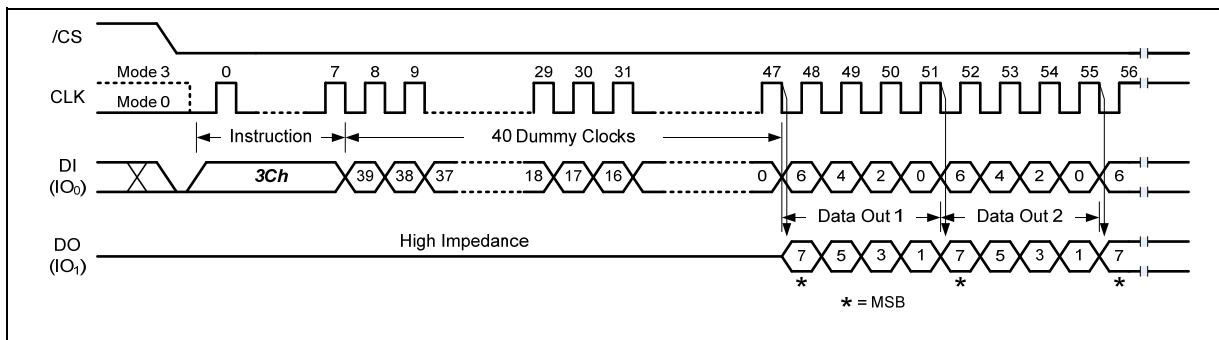 /CS
Mode 3 0 7 8 9 29 30 31 47 48 49 50 51 52 53 54 55 56
CLK
Mode 0
Instruction 40 Dummy Clocks
DI
(IO0)
3Ch 39 38 37 18 17 16 0 6 4 2 0 6 4 2 0 6
Data Out 1 Data Out 2
High Impedance
DO
(IO1)
7 5 3 1 7 5 3 1 7
* * *
* = MSB